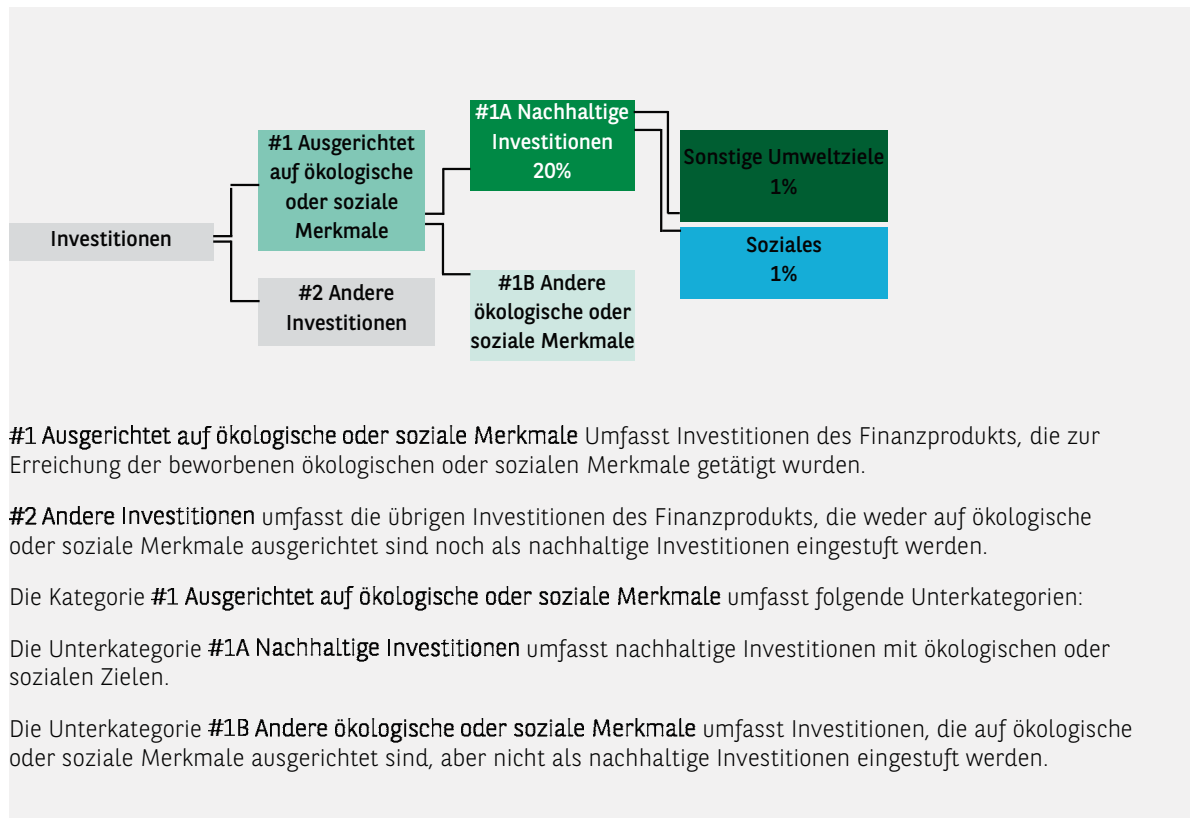 #1A Nachhaltige
Investitionen
20%
#1 Ausgerichtet
auf ökologische
oder soziale
Merkmale
Sonstige Umweltziele
1%
Investitionen
Soziales
1%
#2 Andere
Investitionen
#1B Andere
ökologische oder
soziale Merkmale
#1 Ausgerichtet auf ökologische oder soziale Merkmale Umfasst Investitionen des Finanzprodukts, die zur
Erreichung der beworbenen ökologischen oder sozialen Merkmale getätigt wurden.
#2 Andere Investitionen umfasst die übrigen Investitionen des Finanzprodukts, die weder auf ökologische
oder soziale Merkmale ausgerichtet sind noch als nachhaltige Investitionen eingestuft werden.
Die Kategorie #1 Ausgerichtet auf ökologische oder soziale Merkmale umfasst folgende Unterkategorien:
Die Unterkategorie #1A Nachhaltige Investitionen umfasst nachhaltige Investitionen mit ökologischen oder
sozialen Zielen.
Die Unterkategorie #1B Andere ökologische oder soziale Merkmale umfasst Investitionen, die auf ökologische
oder soziale Merkmale ausgerichtet sind, aber nicht als nachhaltige Investitionen eingestuft werden.